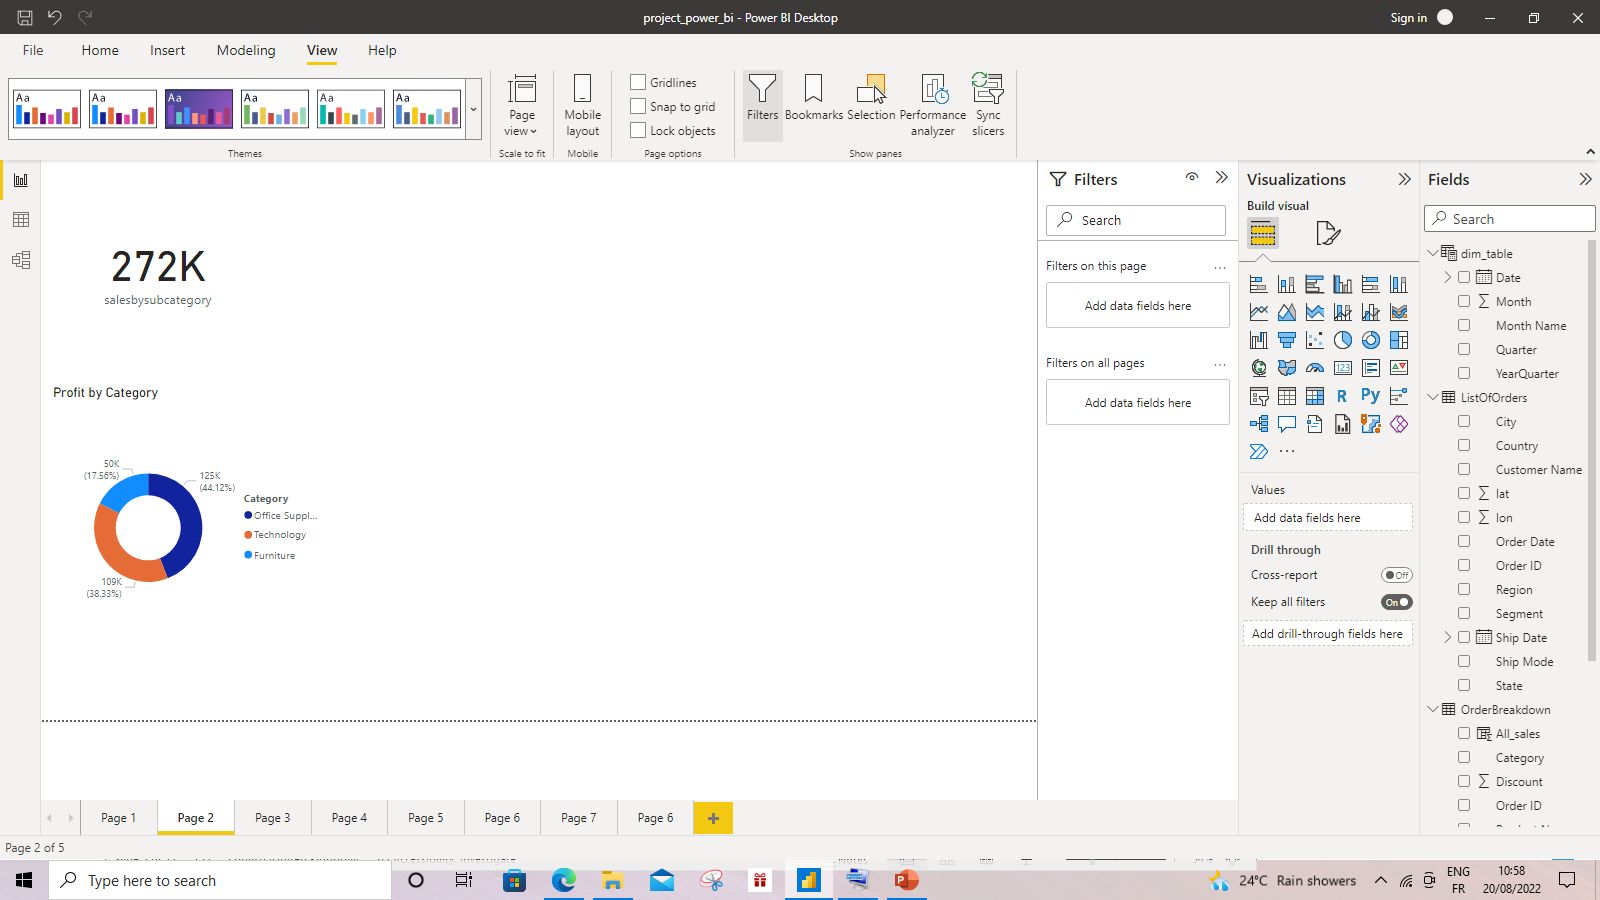 project_power_bi - Power BI Desktop
Sign in
File
Home
Insert
Modeling
View
Help
Aa
Aa
Aa
Aa
Aa
Aa
Themes
Page view
Scale to fit
Mobile layout
Mobile
Gridlines
Snap to grid
Lock objects
Page options
Filters
Bookmarks
Selection
Performance analyzer
Sync slicers
Show panes
272K
salesbysubcategory
Profit by Category
50K
(17.56%)
125K
(44.12%)
109K
(38.33%)
Category
Office Suppl...
Technology
Furniture
Filters
Search
Filters on this page
...
Add data fields here
Filters on all pages
...
Add data fields here
Visualizations
Build visual
123
R
Py
...
Values
Add data fields here
Drill through
Cross-report
Off
Keep all filters
On
Add drill-through fields here
Fields
Search
dim_table
Date
Month
Month Name
Quarter
YearQuarter
ListOfOrders
City
Country
Customer Name
lat
lon
Order Date
Order ID
Region
Segment
Ship Date
Ship Mode
State
OrderBreakdown
All_sales
Category
Discount
Order ID
Page 1
Page 2
Page 3
Page 4
Page 5
Page 6
Page 7
Page 6
+
Page 2 of 5
Type here to search
24°C Rain showers
ENG
FR
10:58
20/08/2022